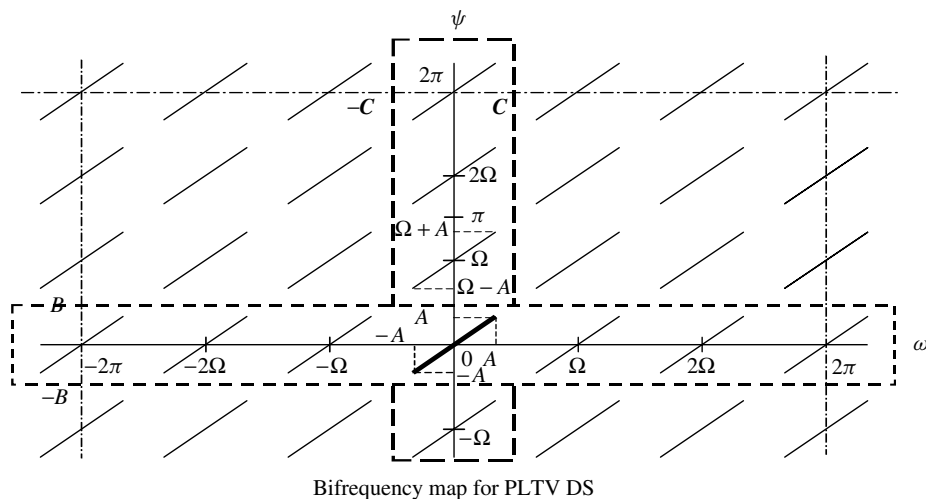 ψ
2π
−C C
2Ω
π
Ω + A
Ω
Ω − A
B
A −A
ω
−2π −2Ω −Ω 0 A Ω 2Ω 2π
−A
−B
−Ω
Bifrequency map for PLTV DS